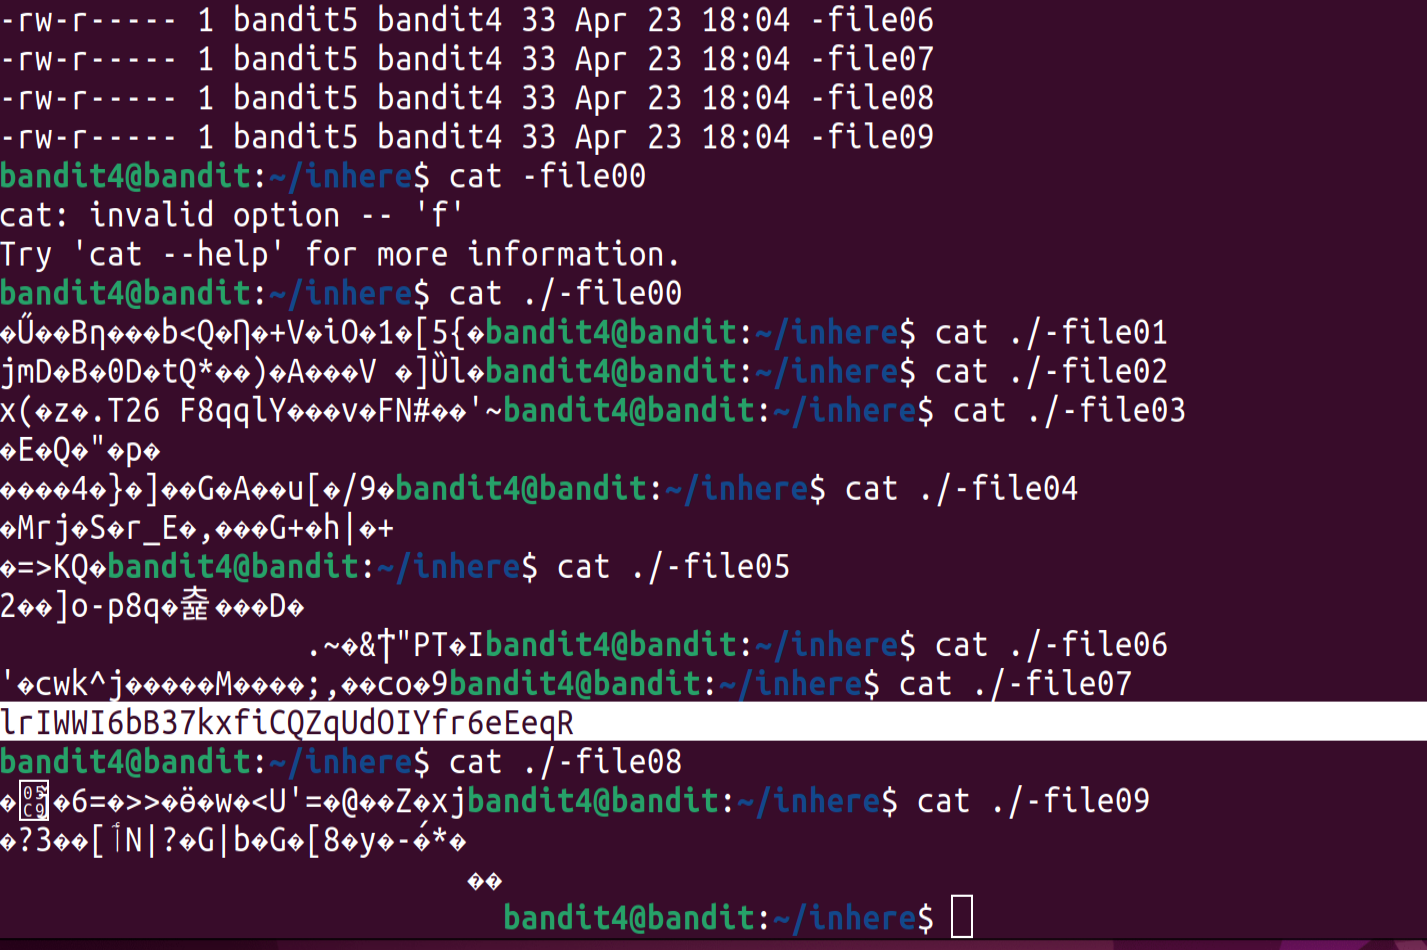 -rw-r----- 1 bandit5 bandit4 33 Apr 23 18:04 -file06
-rw-r----- 1 bandit5 bandit4 33 Apr 23 18:04 -file07
-rw-r----- 1 bandit5 bandit4 33 Apr 23 18:04 -file08
-rw-r----- 1 bandit5 bandit4 33 Apr 23 18:04 -file09
bandit4@bandit:~/inhere$ cat -file00
cat: invalid option -- 'f'
Try 'cat --help' for more information.
bandit4@bandit:~/inhere$ cat ./-file00
�Ű��Bη���b<Q�Ƞ�+V�iO�1�[5{�bandit4@bandit:~/inhere$ cat ./-file01
jmD�B�0D�tQ*��)�A���V �]Ȕl�bandit4@bandit:~/inhere$ cat ./-file02
x(�z�.T26 F8qqlY���v�FN#��'~bandit4@bandit:~/inhere$ cat ./-file03
�E�Q�"�p�
����4�}�]��G�A��u[�/9�bandit4@bandit:~/inhere$ cat ./-file04
�Mrj�S�r_E�,���G+�h|�+
�=>KQ�bandit4@bandit:~/inhere$ cat ./-file05
2��]o-p8q����D�
.~�&Ϯ"PT�Ibandit4@bandit:~/inhere$ cat ./-file06
'�cwk^j�����M����;,��co�9bandit4@bandit:~/inhere$ cat ./-file07
lrIWWI6bB37kxfiCQZqUdOIYfr6eEeqR
bandit4@bandit:~/inhere$ cat ./-file08
��6=�>>�ӫ�w�<U'=�@��Z�xjbandit4@bandit:~/inhere$ cat ./-file09
�?3��[N|?�G|b�G�[8�y�-�́*�
��
bandit4@bandit:~/inhere$